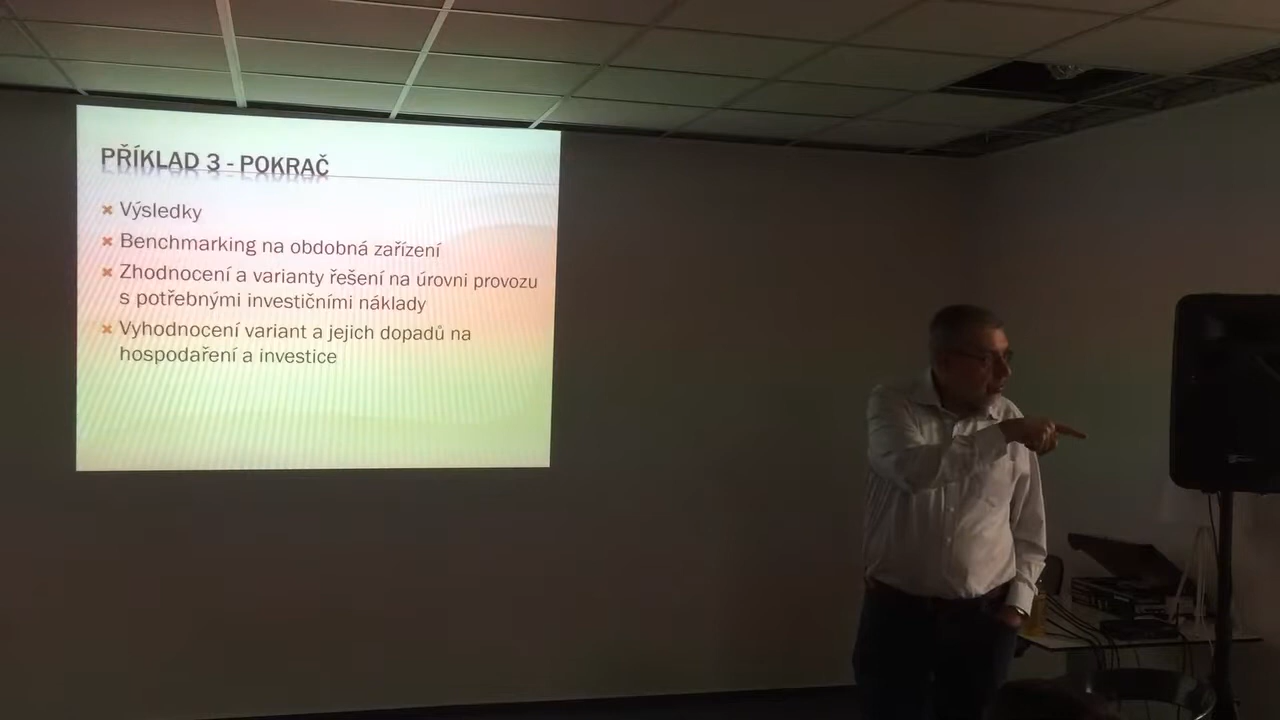 PŘÍKLAD 3 - POKRAČ
Výsledky
Benchmarking na obdobná zařízení
Zhodnocení a varianty řešení na úrovni provozu
s potřebnými investičními náklady
Vyhodnocení variant a jejich dopadů na
hospodaření a investice